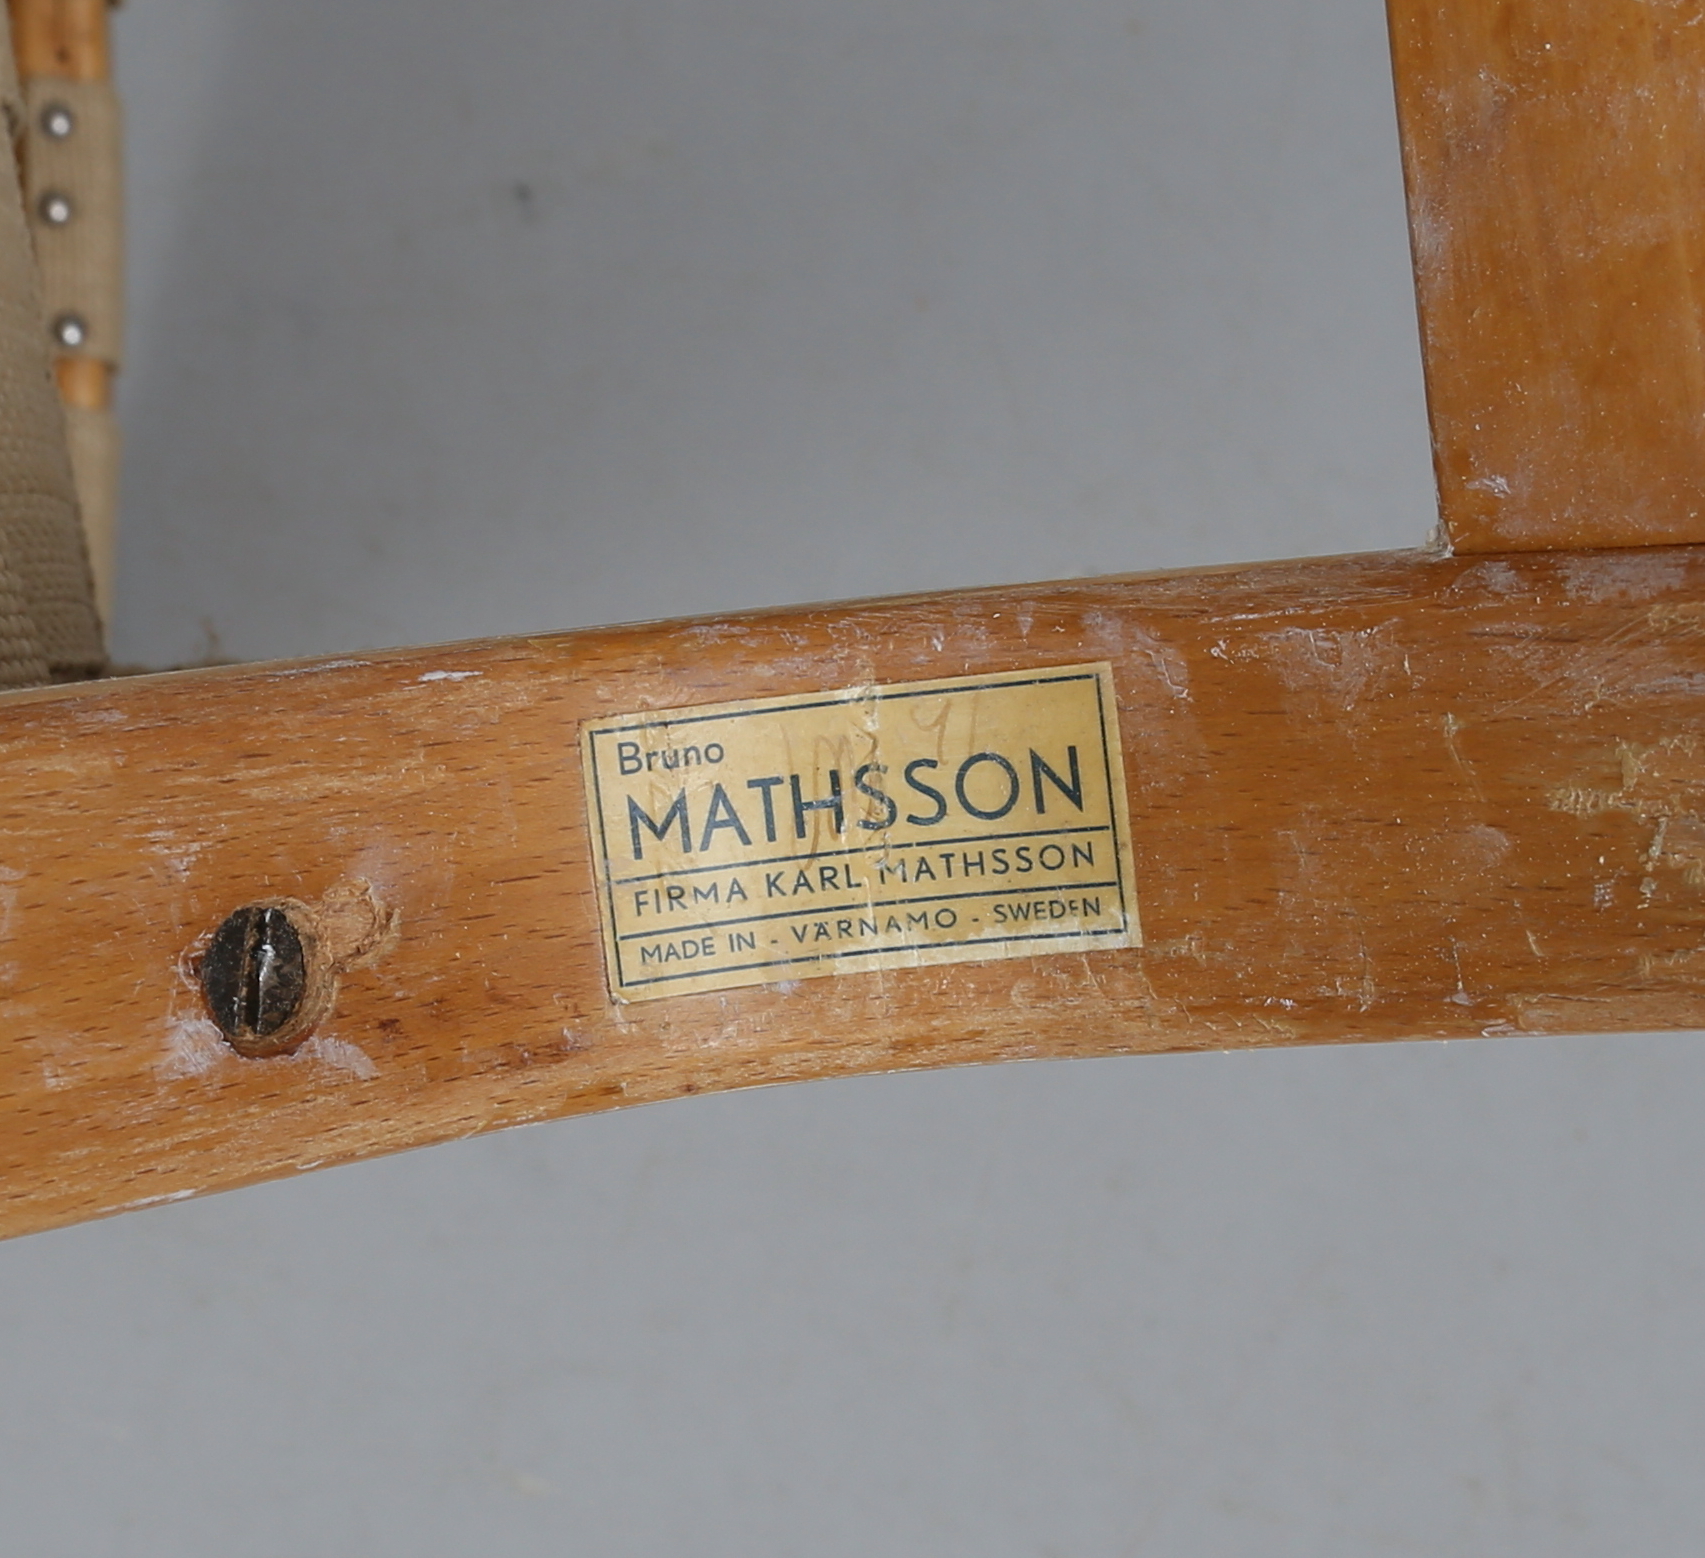 Bruno
MATHSSON
FIRMA KARL MATHSSON
MADE IN - VÄRNAMO - SWEDEN